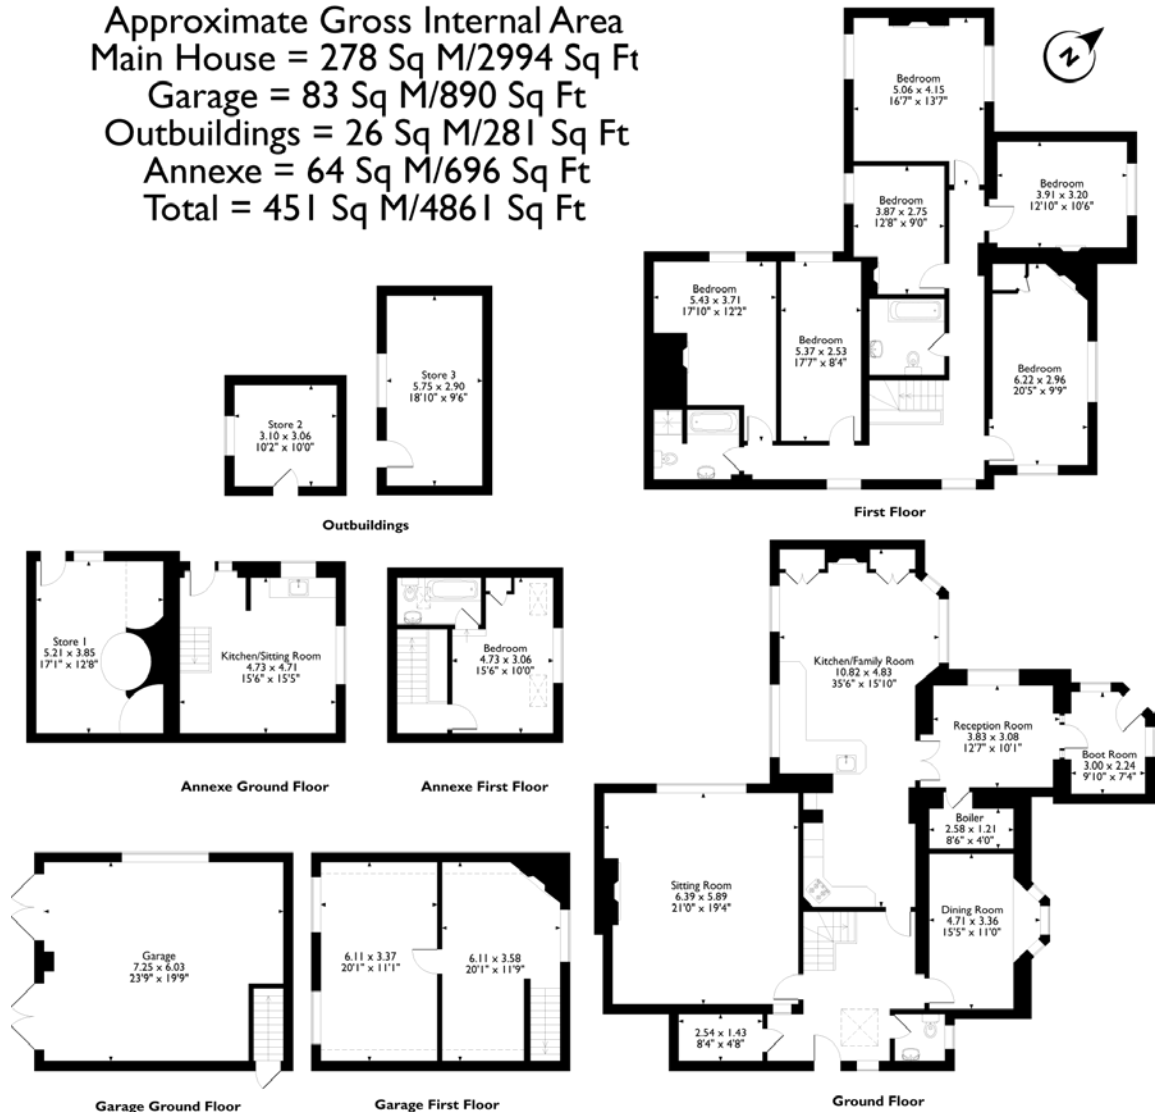 Approximate Gross Internal Area
Main House = 278 Sq M/2994 Sq Ft
Garage = 83 Sq M/890 Sq Ft
Outbuildings = 26 Sq M/281 Sq Ft
Annexe = 64 Sq M/696 Sq Ft
Total = 451 Sq M/4861 Sq Ft
N
Bedroom
5.06 x 4.15
16'7" x 13'7"
Bedroom
3.91 x 3.20
12'10" x 10'6"
Bedroom
3.87 x 2.75
12'8" x 9'0"
Bedroom
5.43 x 3.71
17'10" x 12'2"
Bedroom
5.37 x 2.53
17'7" x 8'4"
Bedroom
6.22 x 2.96
20'5" x 9'9"
First Floor
Store 3
5.75 x 2.90
18'10" x 9'6"
Store 2
3.10 x 3.06
10'2" x 10'0"
Outbuildings
Store 1
5.21 x 3.85
17'1" x 12'8"
Kitchen/Sitting Room
4.73 x 4.71
15'6" x 15'5"
Annexe Ground Floor
Bedroom
4.73 x 3.06
15'6" x 10'0"
Annexe First Floor
Kitchen/Family Room
10.82 x 4.83
35'6" x 15'10"
Reception Room
3.83 x 3.08
12'7" x 10'1"
Boot Room
3.00 x 2.24
9'10" x 7'4"
Boiler
2.58 x 1.21
8'6" x 4'0"
Sitting Room
6.39 x 5.89
21'0" x 19'4"
Dining Room
4.71 x 3.36
15'5" x 11'0"
2.54 x 1.43
8'4" x 4'8"
Ground Floor
Garage
7.25 x 6.03
23'9" x 19'9"
Garage Ground Floor
6.11 x 3.37
20'1" x 11'1"
6.11 x 3.58
20'1" x 11'9"
Garage First Floor